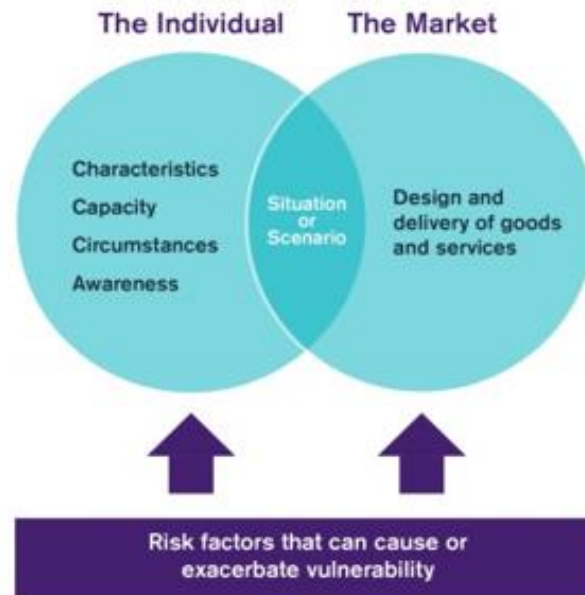 The Individual
The Market
Characteristics
Capacity
Circumstances
Awareness
Situation
or
Scenario
Design and
delivery of goods
and services
Risk factors that can cause or
exacerbate vulnerability